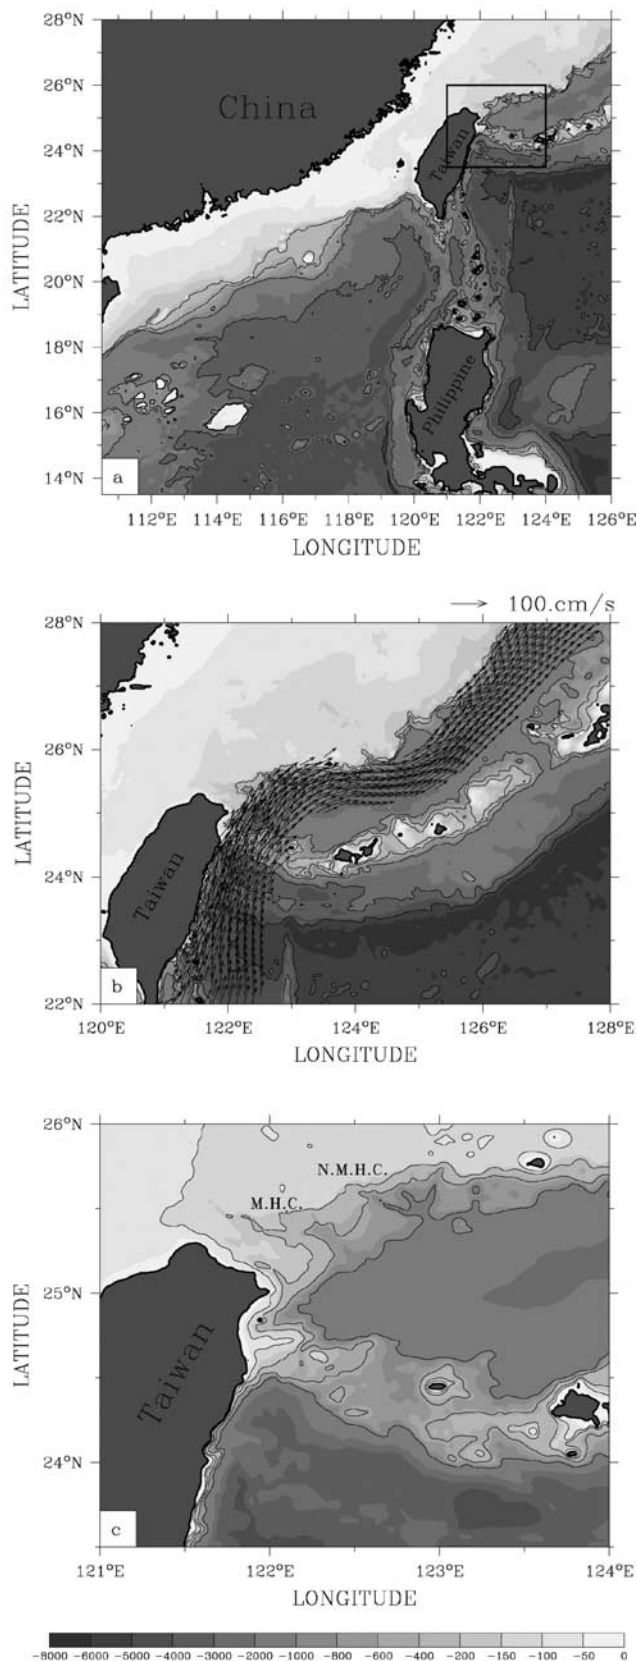 28°N
26°N
24°N
22°N
20°N
18°N
16°N
14°N
LATITUDE
China
Taiwan
Philippine
a
112°E 114°E 116°E 118°E 120°E 122°E 124°E 126°E
LONGITUDE
100.cm/s
28°N
26°N
24°N
22°N
LATITUDE
Taiwan
b
120°E 122°E 124°E 126°E 128°E
LONGITUDE
26°N
25°N
24°N
LATITUDE
N.M.H.C.
M.H.C.
Taiwan
c
121°E 122°E 123°E 124°E
LONGITUDE
-8000 -6000 -5000 -4000 -3000 -2000 -1000 -800 -600 -400 -200 -150 -100 -50 0